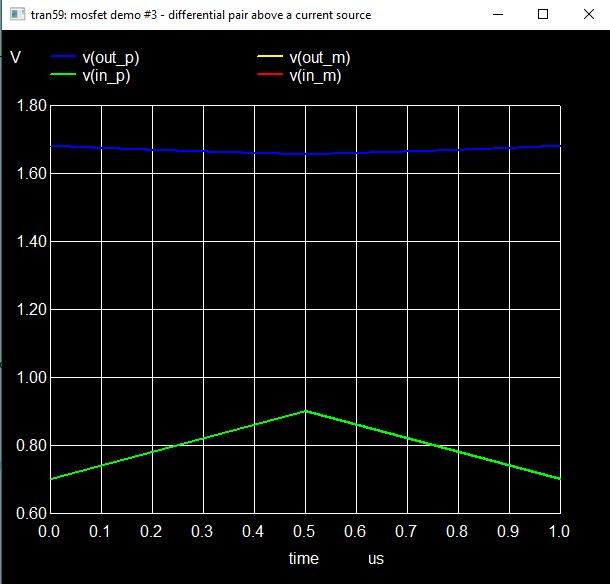 tran59: mosfet demo #3 - differential pair above a current source
V v(out_p) v(out_m)
v(in_p) v(in_m)
1.80
1.60
1.40
1.20
1.00
0.80
0.60
0.0 0.1 0.2 0.3 0.4 0.5 0.6 0.7 0.8 0.9 1.0
time us